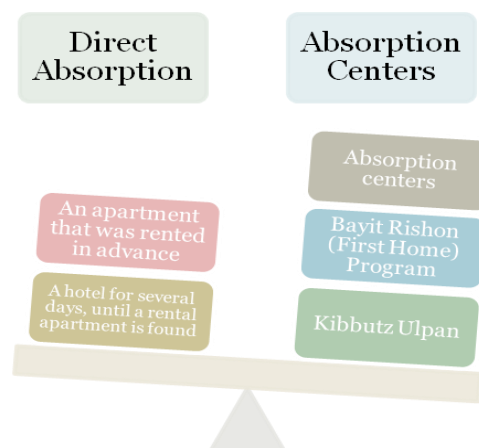 Direct
Absorption
Absorption
Centers
An apartment
that was rented
in advance
A hotel for several
days, until a rental
apartment is found
Absorption
centers
Bayit Rishon
(First Home)
Program
Kibbutz Ulpan